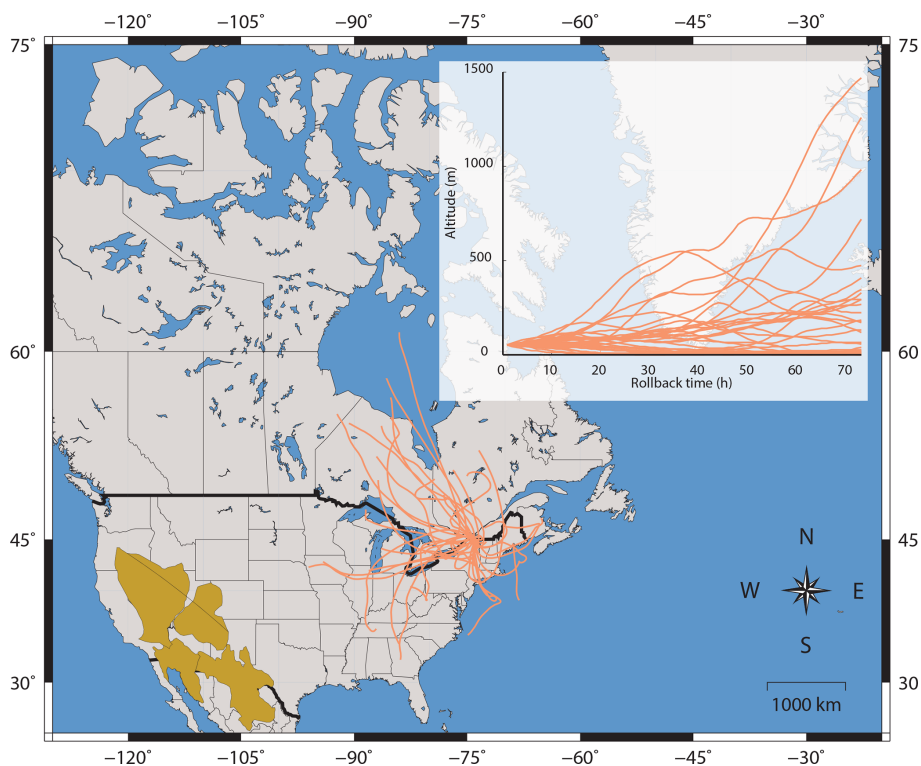 −120° −105° −90° −75° −60° −45° −30°
75° 75
1500
1000
Altitude (m)
500
0
0 10 20 30 40 50 60 70
Rollback time (h)
60° 60
45° 45
N
W E
S
30° 30
1000 km
−120° −105° −90° −75° −60° −45° −30°